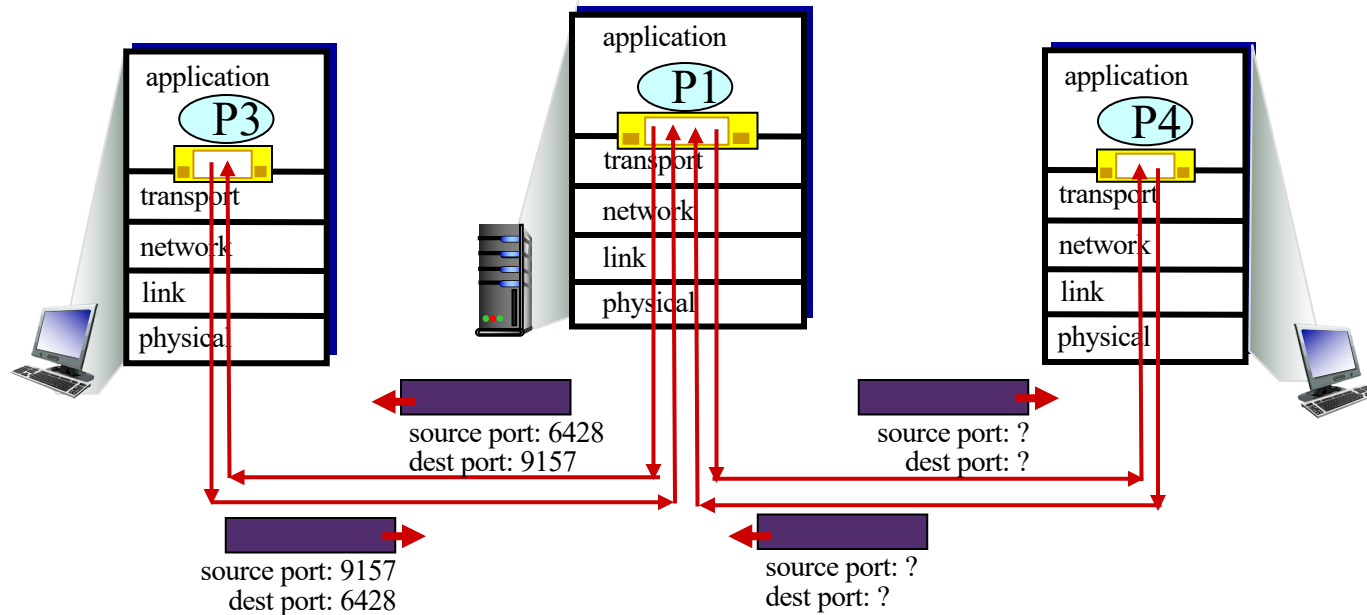 application
P3
transport
network
link
physical
application
P1
transport
network
link
physical
application
P4
transport
network
link
physical
source port: 6428
dest port: 9157
source port: ?
dest port: ?
source port: 9157
dest port: 6428
source port: ?
dest port: ?